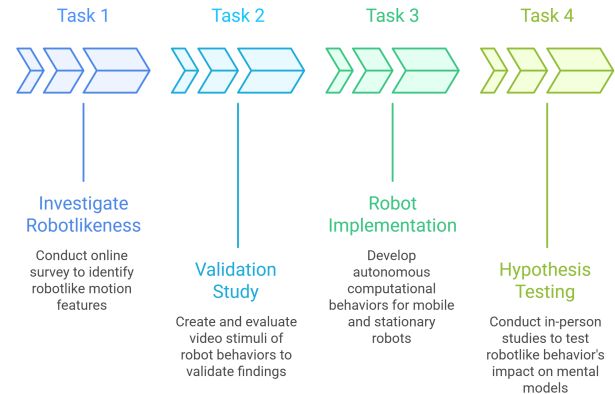 Task 1
Task 2
Task 3
Task 4
Investigate
Robotlikeness
Conduct online
survey to identify
robotlike motion
features
Validation
Study
Create and evaluate
video stimuli of
robot behaviors to
validate findings
Robot
Implementation
Develop
autonomous
computational
behaviors for mobile
and stationary
robots
Hypothesis
Testing
Conduct in-person
studies to test
robotlike behavior's
impact on mental
models